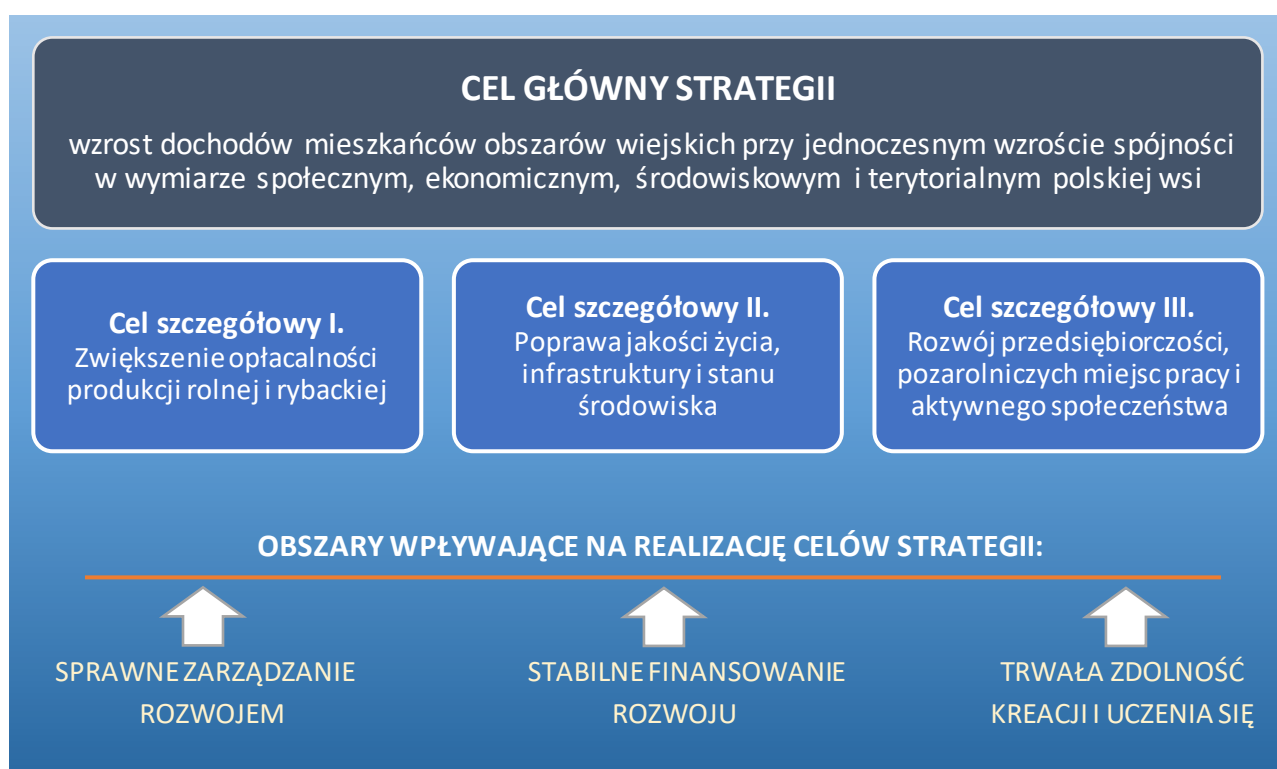 CEL GŁÓWNY STRATEGII
wzrost dochodów mieszkańców obszarów wiejskich przy jednoczesnym wzroście spójności
w wymiarze społecznym, ekonomicznym, środowiskowym i terytorialnym polskiej wsi
Cel szczegółowy I.
Zwiększenie opłacalności
produkcji rolnej i rybackiej
Cel szczegółowy II.
Poprawa jakości życia,
infrastruktury i stanu
środowiska
Cel szczegółowy III.
Rozwój przedsiębiorczości,
pozarolniczych miejsc pracy i
aktywnego społeczeństwa
OBSZARY WPŁYWAJĄCE NA REALIZACJĘ CELÓW STRATEGII:
SPRAWNE ZARZĄDZANIE
ROZWOJEM
STABILNE FINANSOWANIE
ROZWOJU
TRWAŁA ZDOLNOŚĆ
KREACJI I UCZENIA SIĘ